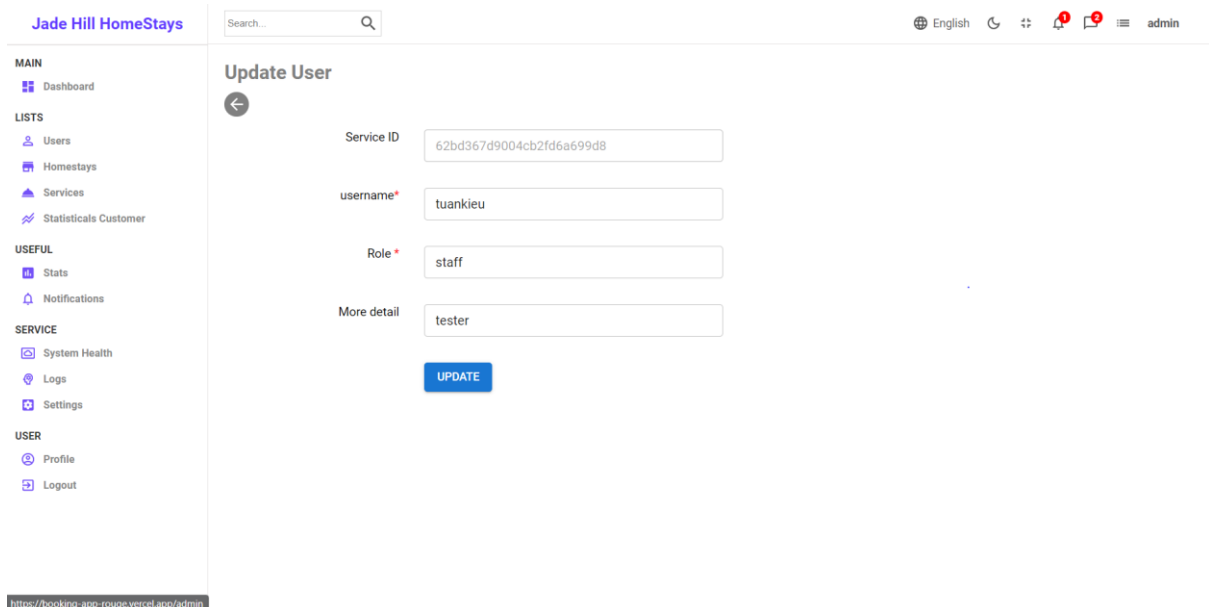 Jade Hill HomeStays
Search...
English
1
2
admin
MAIN
Dashboard
LISTS
Users
Homestays
Services
Statisticals Customer
USEFUL
Stats
Notifications
SERVICE
System Health
Logs
Settings
USER
Profile
Logout
Update User
Service ID
62bd367d9004cb2fd6a699d8
username*
tuankieu
Role *
staff
More detail
tester
UPDATE
https://booking-app-rouge.vercel.app/admin